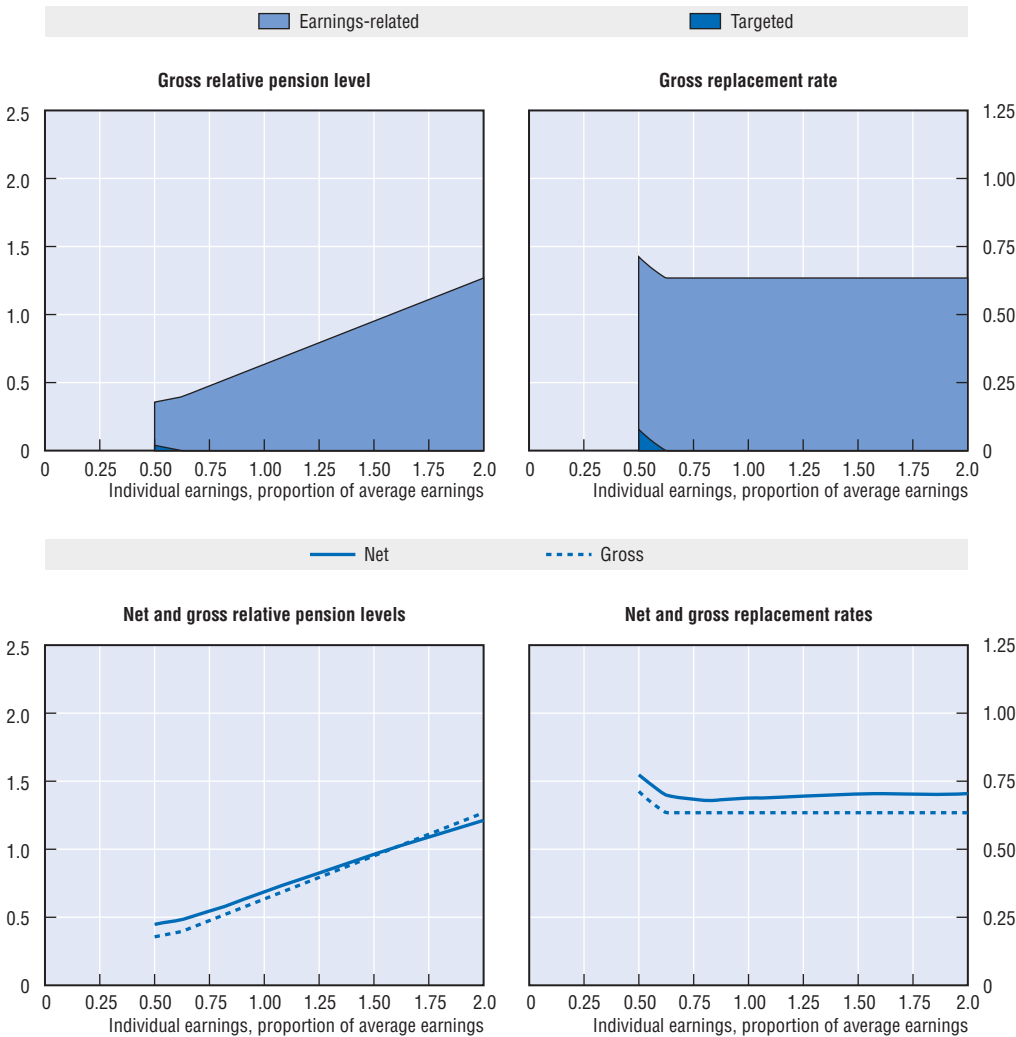 Earnings-related Targeted
Gross relative pension level
2.5
2.0
1.5
1.0
0.5
0
0 0.25 0.50 0.75 1.00 1.25 1.50 1.75 2.0
Individual earnings, proportion of average earnings
Gross replacement rate
1.25
1.00
0.75
0.50
0.25
0
0 0.25 0.50 0.75 1.00 1.25 1.50 1.75 2.0
Individual earnings, proportion of average earnings
Net Gross
Net and gross relative pension levels
2.5
2.0
1.5
1.0
0.5
0
0 0.25 0.50 0.75 1.00 1.25 1.50 1.75 2.0
Individual earnings, proportion of average earnings
Net and gross replacement rates
1.25
1.00
0.75
0.50
0.25
0
0 0.25 0.50 0.75 1.00 1.25 1.50 1.75 2.0
Individual earnings, proportion of average earnings